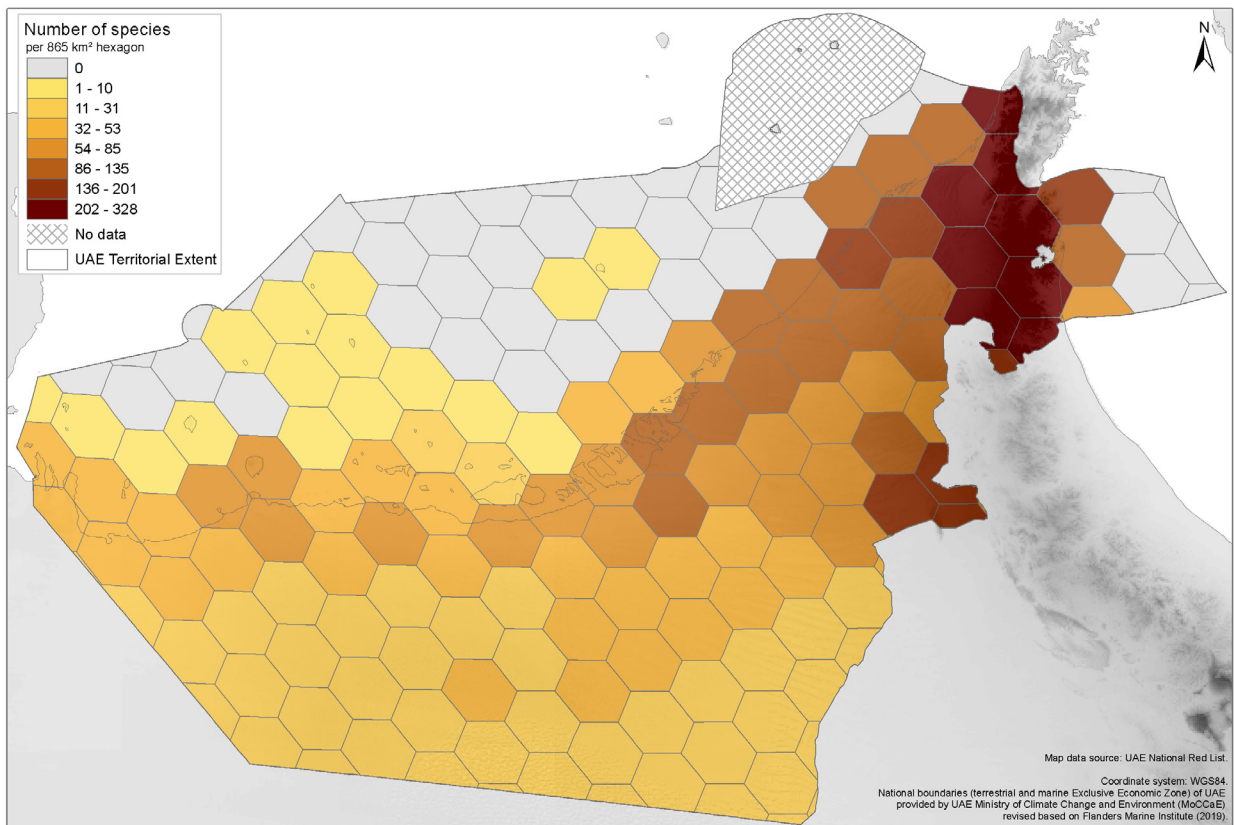 Number of species
per 865 km² hexagon
0
1 - 10
11 - 31
32 - 53
54 - 85
86 - 135
136 - 201
202 - 328
No data
UAE Territorial Extent
N
Map data source: UAE National Red List.
Coordinate system: WGS84.
National boundaries (terrestrial and marine Exclusive Economic Zone) of UAE
provided by UAE Ministry of Climate Change and Environment (MoCCaE)
revised based on Flanders Marine Institute (2019).